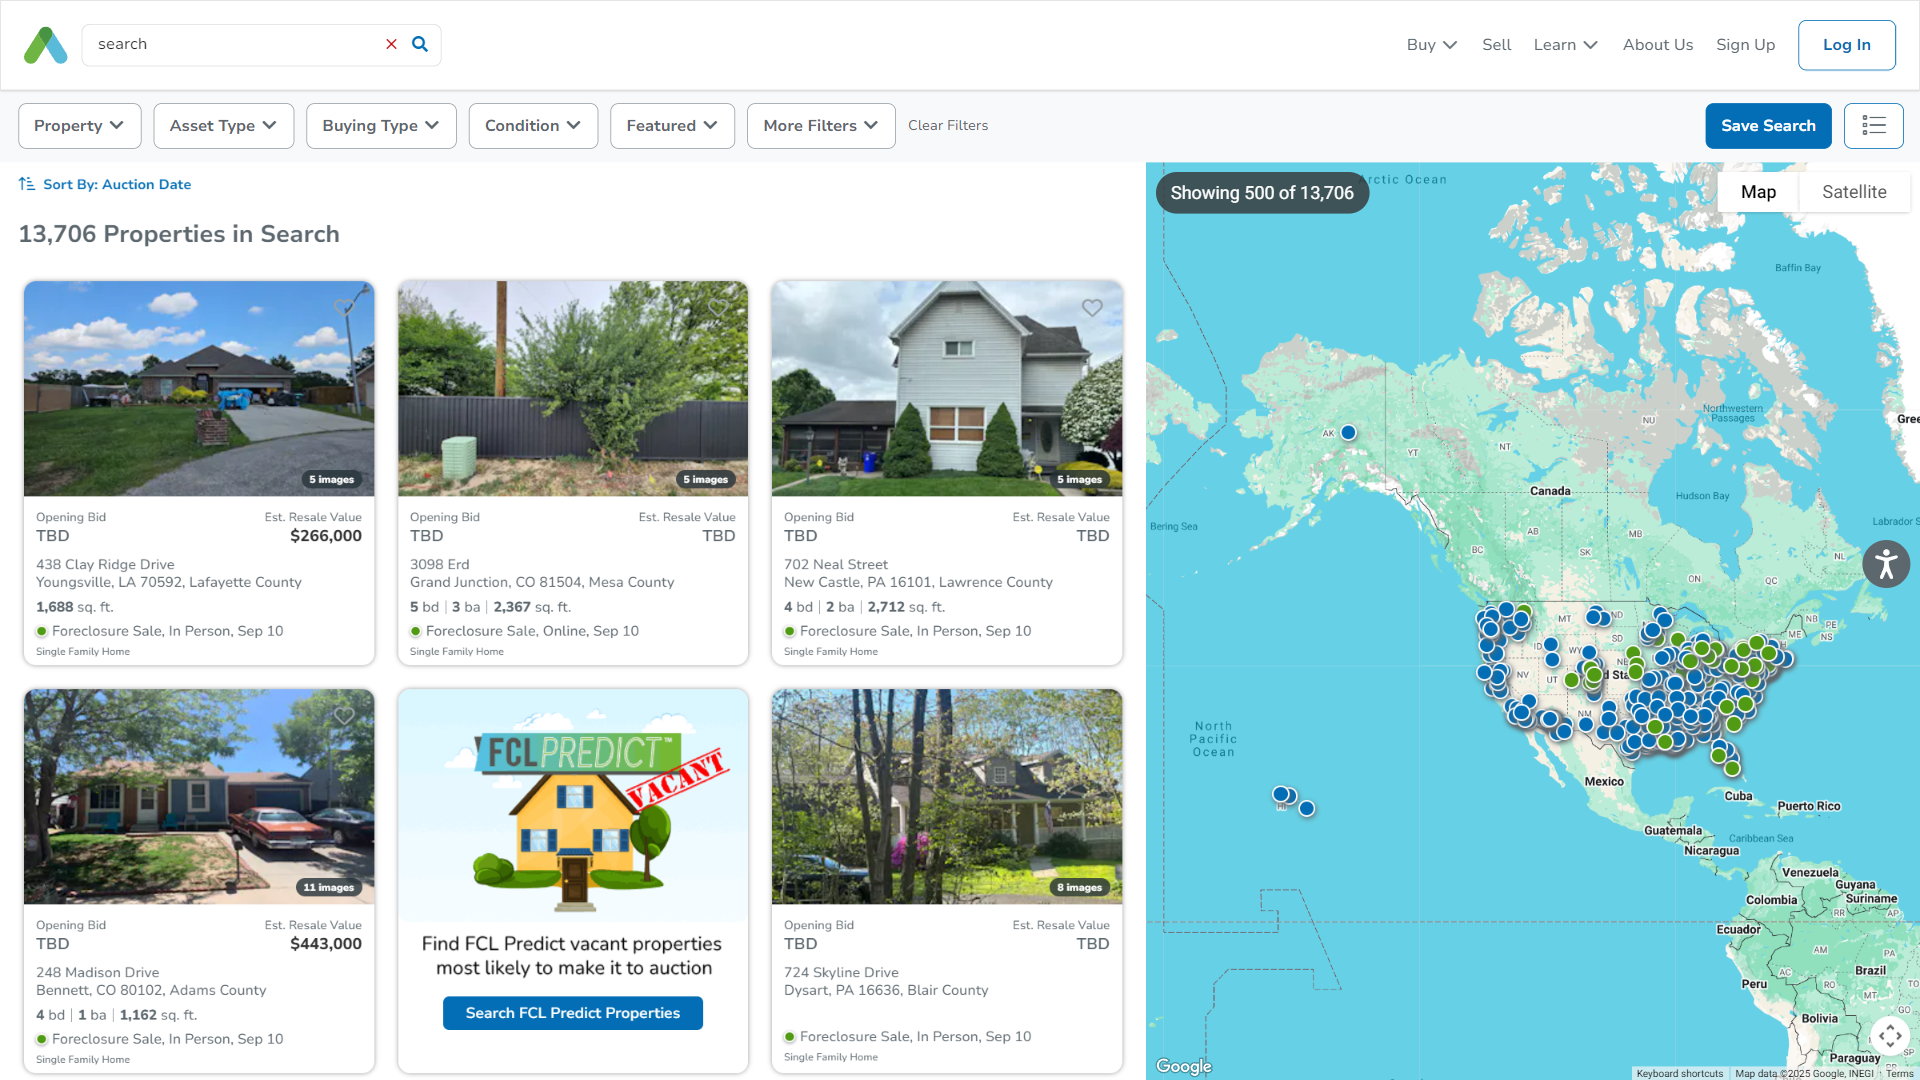 search
Buy
Sell
Learn
About Us
Sign Up
Log In
Property
Asset Type
Buying Type
Condition
Featured
More Filters
Clear Filters
Save Search
Sort By: Auction Date
13,706 Properties in Search
5 images
Opening Bid
Est. Resale Value
TBD
$266,000
438 Clay Ridge Drive
Youngsville, LA 70592, Lafayette County
1,688 sq. ft.
Foreclosure Sale, In Person, Sep 10
Single Family Home
5 images
Opening Bid
Est. Resale Value
TBD
TBD
3098 Erd
Grand Junction, CO 81504, Mesa County
5 bd | 3 ba | 2,367 sq. ft.
Foreclosure Sale, Online, Sep 10
Single Family Home
5 images
Opening Bid
Est. Resale Value
TBD
TBD
702 Neal Street
New Castle, PA 16101, Lawrence County
4 bd | 2 ba | 2,712 sq. ft.
Foreclosure Sale, In Person, Sep 10
Single Family Home
11 images
Opening Bid
Est. Resale Value
TBD
$443,000
248 Madison Drive
Bennett, CO 80102, Adams County
4 bd | 1 ba | 1,162 sq. ft.
Foreclosure Sale, In Person, Sep 10
Single Family Home
FCLPREDICT™
VACANT
Find FCL Predict vacant properties
most likely to make it to auction
Search FCL Predict Properties
8 images
Opening Bid
Est. Resale Value
TBD
TBD
724 Skyline Drive
Dysart, PA 16636, Blair County
Foreclosure Sale, In Person, Sep 10
Single Family Home
Showing 500 of 13,706
Map
Satellite
Arctic Ocean
Baffin Bay
Northwestern
Passages
Gree
NU
AK
YT
NT
Canada
Hudson Bay
Bering Sea
Labrador S
BC
AB
SK
MB
ON
QC
NL
MT
ND
SD
NB
PE
ME
NS
ID
WY
NE
NV
UT
d Sta
NM
North
Pacific
Ocean
HI
Mexico
Cuba
Puerto Rico
Guatemala
Caribbean Sea
Nicaragua
Venezuela
Guyana
Colombia
Suriname
RR
AP
Ecuador
AM
PA
AC
Brazil
Peru
RO
TO
MT
Bolivia
GO
SP
Paraguay
Google
Keyboard shortcuts
Map data ©2025 Google, INEGI
Terms